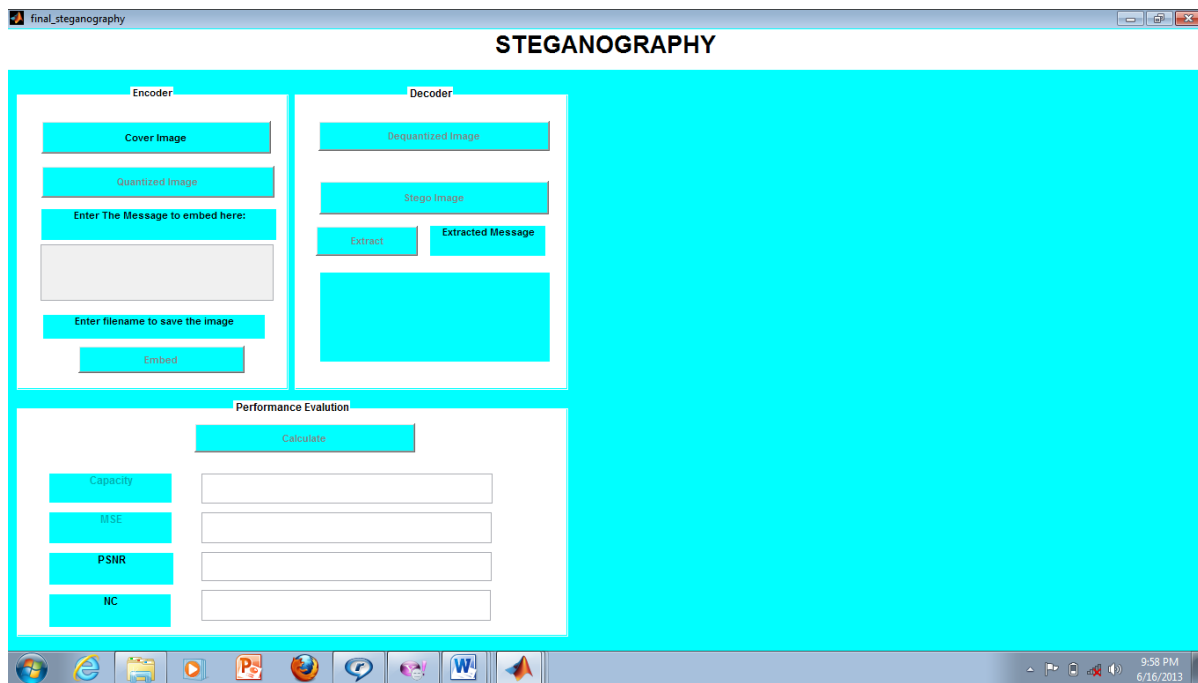 final_steganography
STEGANOGRAPHY
Encoder
Cover Image
Quantized Image
Enter The Message to embed here:
Enter filename to save the image
Embed
Decoder
Dequantized Image
Stego Image
Extract
Extracted Message
Performance Evalution
Calculate
Capacity
MSE
PSNR
NC
9:58 PM
6/16/2013